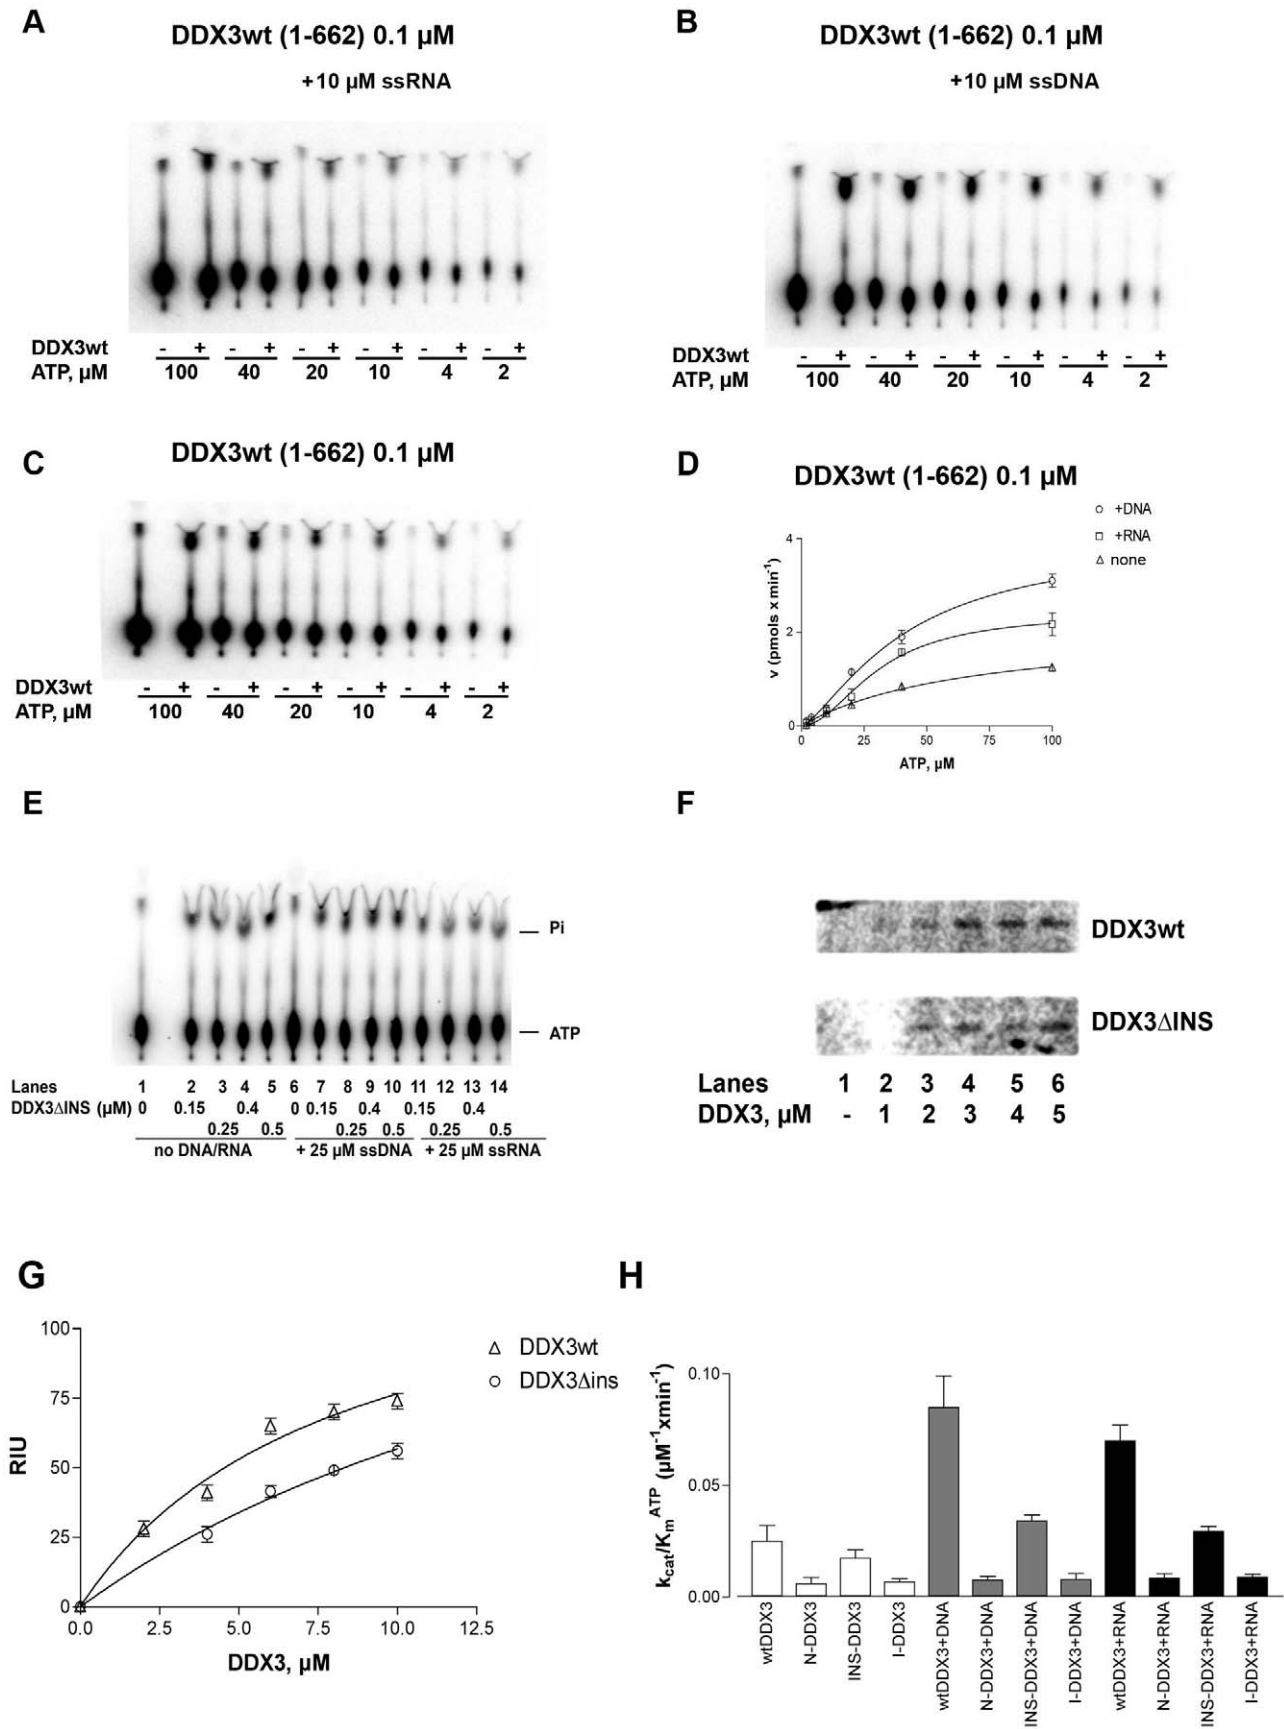 A
DDX3wt (1-662) 0.1 µM
+10 µM ssRNA
DDX3wt - + - + - + - + - + - +
ATP, µM 100 40 20 10 4 2
B
DDX3wt (1-662) 0.1 µM
+10 µM ssDNA
DDX3wt - + - + - + - + - + - +
ATP, µM 100 40 20 10 4 2
C
DDX3wt (1-662) 0.1 µM
DDX3wt - + - + - + - + - + - +
ATP, µM 100 40 20 10 4 2
D
DDX3wt (1-662) 0.1 µM
+DNA
+RNA
none
v (pmols x min⁻¹)
4
2
0
0 25 50 75 100
ATP, µM
E
Pi
ATP
Lanes 1 2 3 4 5 6 7 8 9 10 11 12 13 14
DDX3ΔINS (µM) 0 0.15 0.4 0 0.15 0.4 0.15 0.4
0.25 0.5 0.25 0.5 0.25 0.5
no DNA/RNA + 25 µM ssDNA + 25 µM ssRNA
F
DDX3wt
DDX3ΔINS
Lanes 1 2 3 4 5 6
DDX3, µM - 1 2 3 4 5
G
DDX3wt
DDX3Δins
RIU
100
75
50
25
0
0.0 2.5 5.0 7.5 10.0 12.5
DDX3, µM
H
kcat/Km ATP (µM⁻¹xmin⁻¹)
0.10
0.05
0.00
wtDDX3
N-DDX3
INS-DDX3
I-DDX3
wtDDX3+DNA
N-DDX3+DNA
INS-DDX3+DNA
I-DDX3+DNA
wtDDX3+RNA
N-DDX3+RNA
INS-DDX3+RNA
I-DDX3+RNA